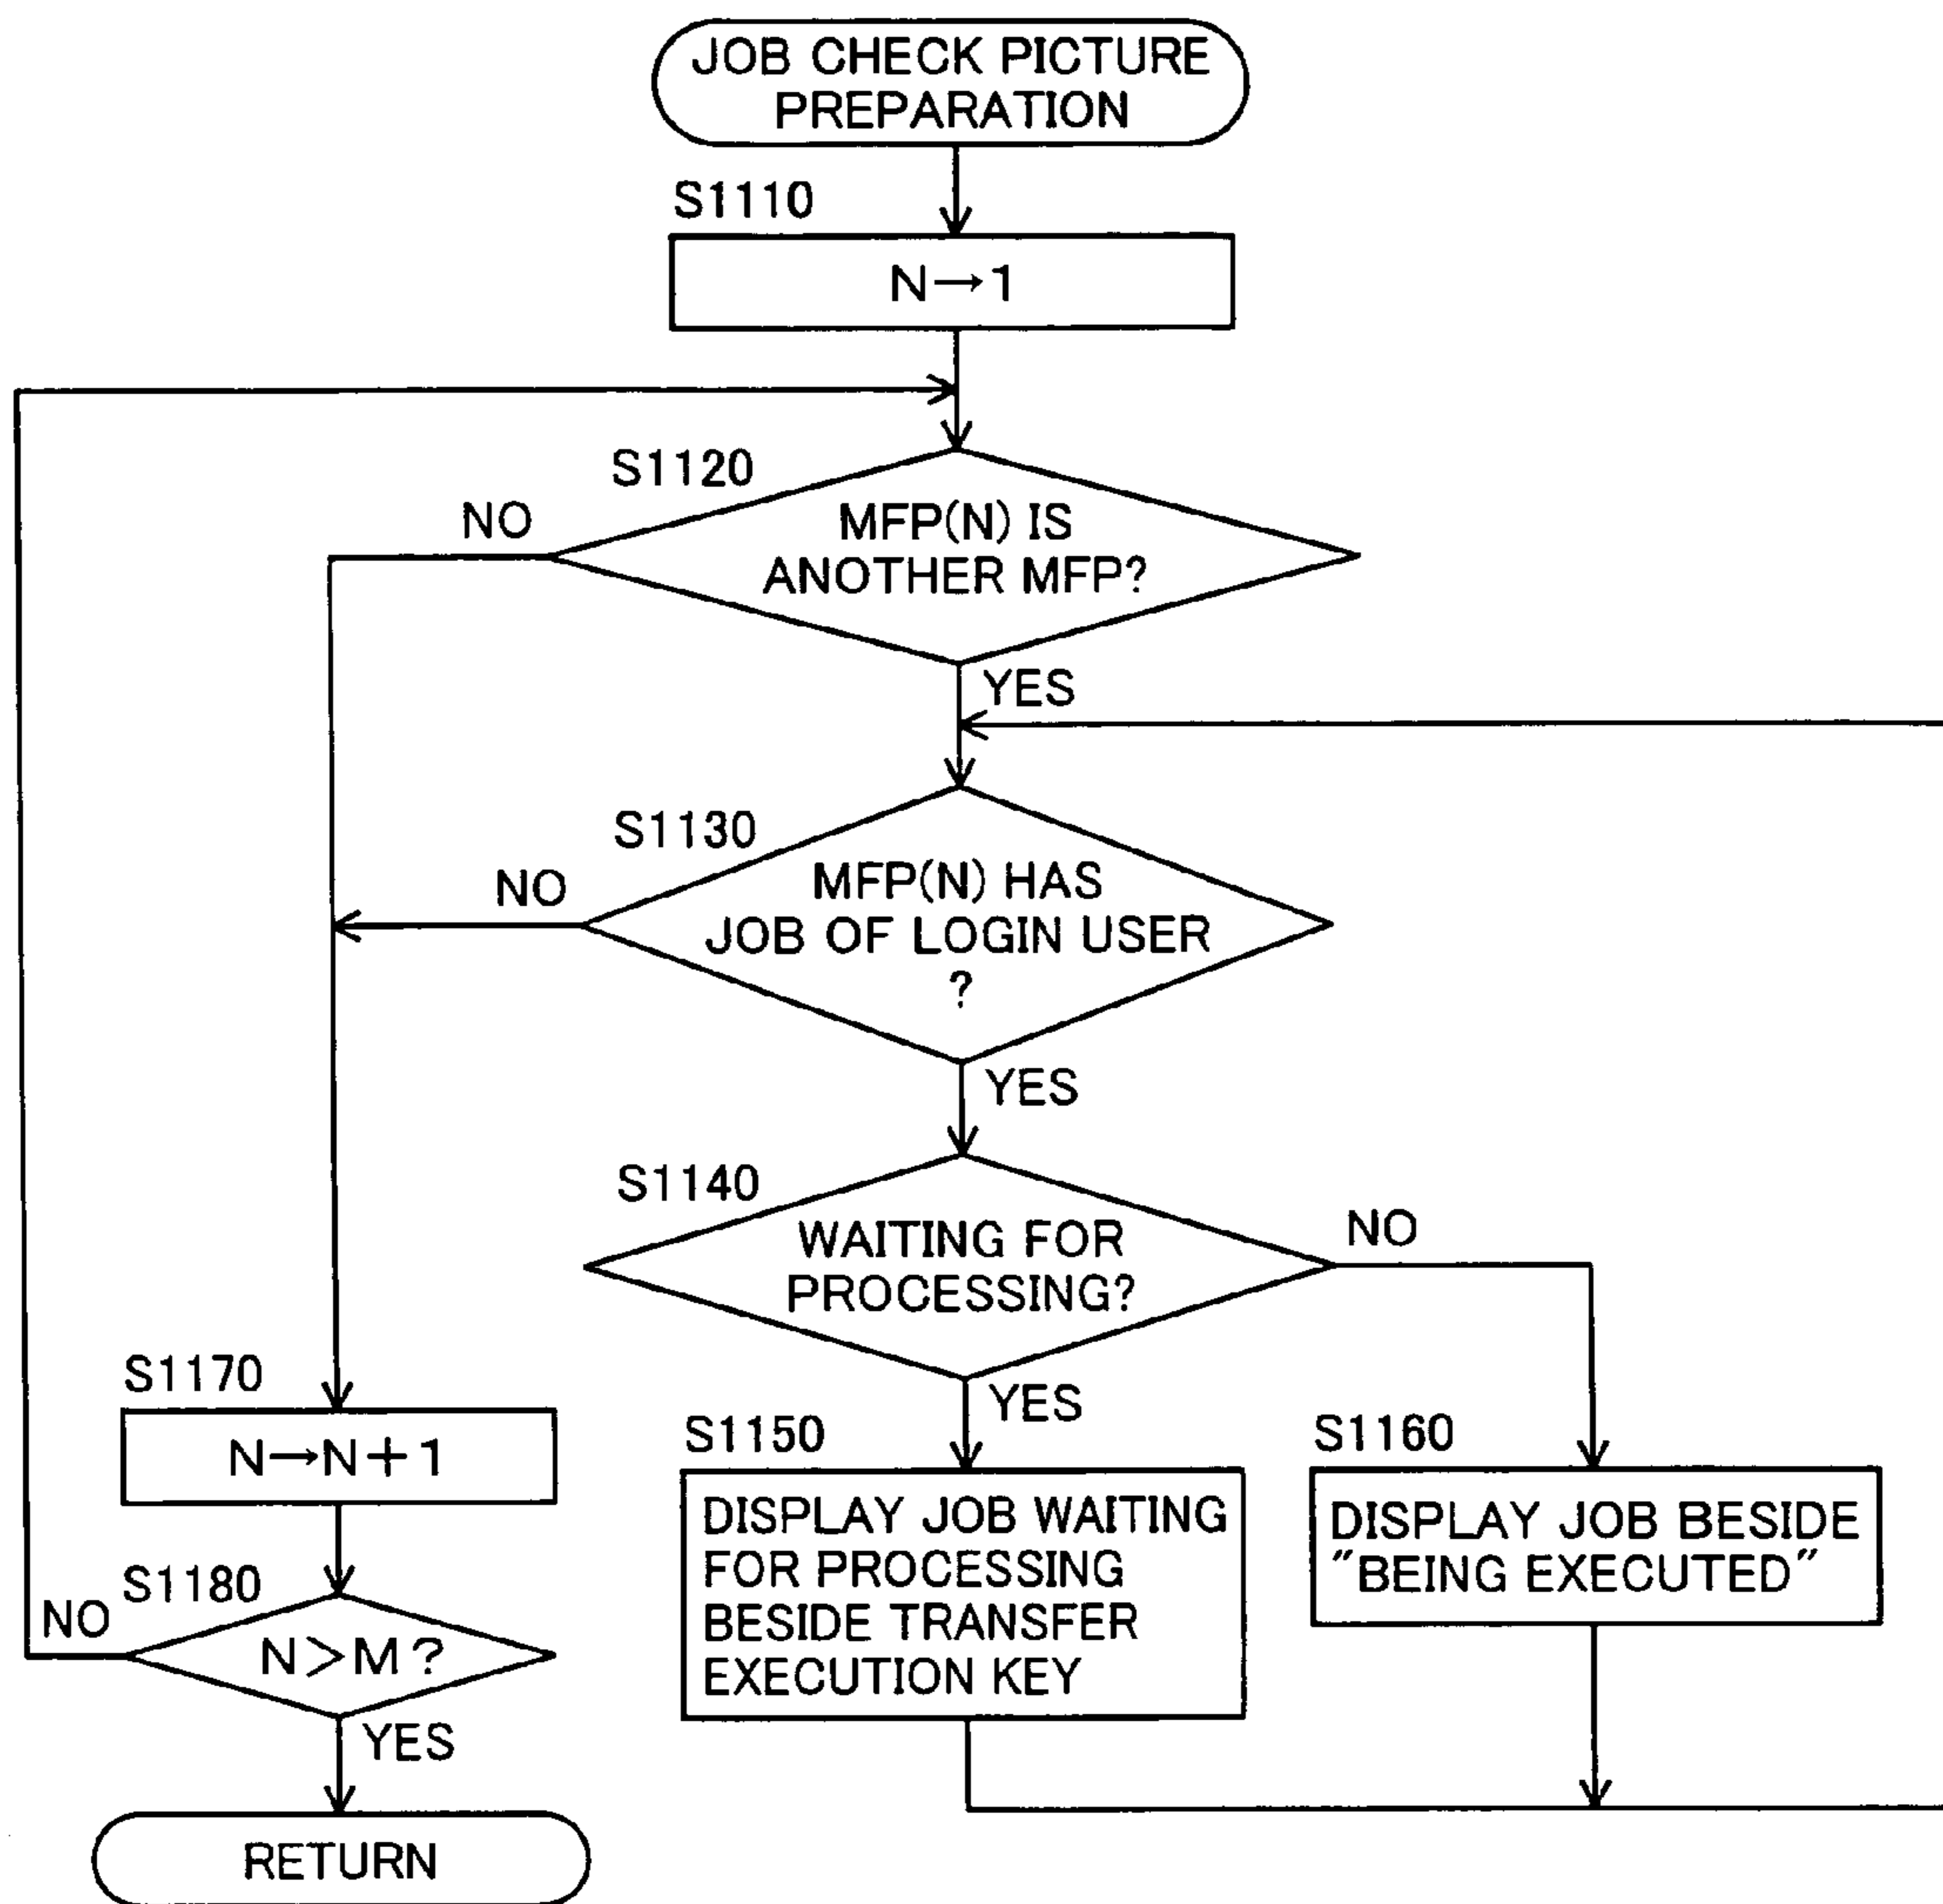 JOB CHECK PICTURE
PREPARATION
S1110
N→1
S1120
NO
MFP(N) IS
ANOTHER MFP?
YES
S1130
NO
MFP(N) HAS
JOB OF LOGIN USER
?
YES
S1140
WAITING FOR
PROCESSING?
NO
YES
S1150
DISPLAY JOB WAITING
FOR PROCESSING
BESIDE TRANSFER
EXECUTION KEY
S1160
DISPLAY JOB BESIDE
"BEING EXECUTED"
S1170
N→N+1
S1180
NO
N>M?
YES
RETURN